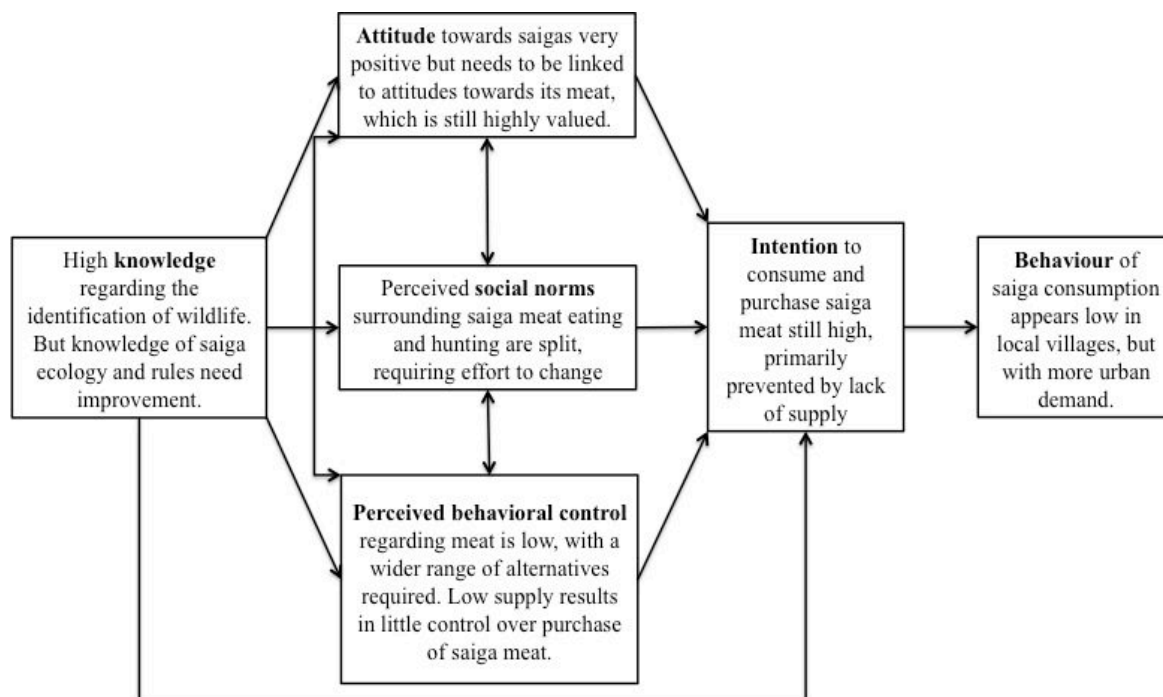 High knowledge
regarding the
identification of wildlife.
But knowledge of saiga
ecology and rules need
improvement.
Attitude towards saigas very
positive but needs to be linked
to attitudes towards its meat,
which is still highly valued.
Perceived social norms
surrounding saiga meat eating
and hunting are split,
requiring effort to change
Perceived behavioral control
regarding meat is low, with a
wider range of alternatives
required. Low supply results
in little control over purchase
of saiga meat.
Intention to
consume and
purchase saiga
meat still high,
primarily
prevented by lack
of supply
Behaviour of
saiga consumption
appears low in
local villages, but
with more urban
demand.